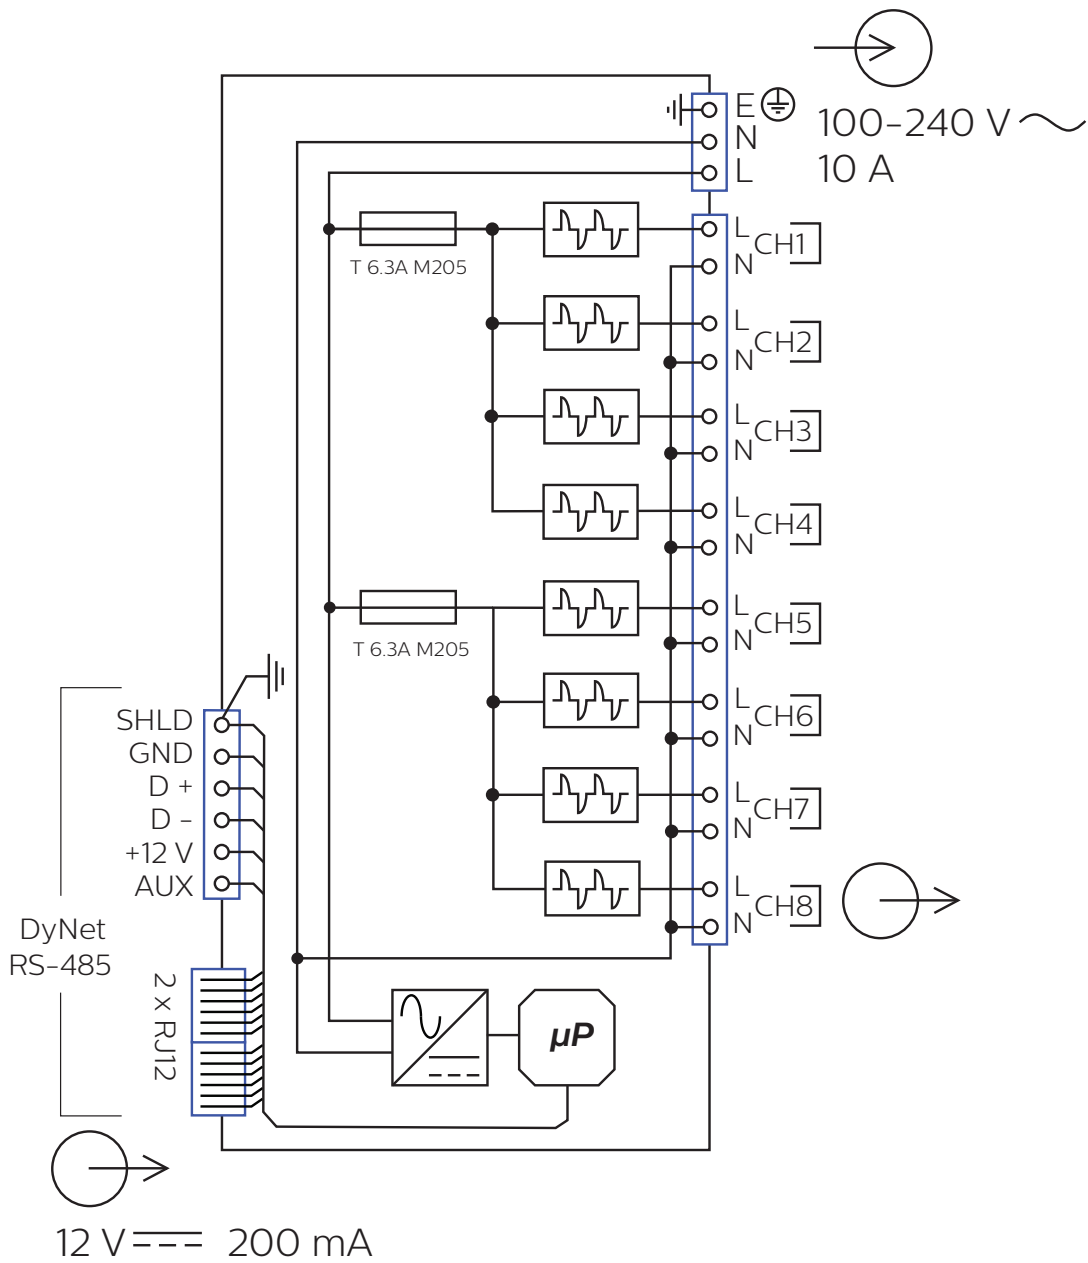 E
N
L
100-240 V
10 A
T 6.3A M205
L
N
CH1
L
N
CH2
L
N
CH3
L
N
CH4
T 6.3A M205
L
N
CH5
L
N
CH6
L
N
CH7
L
N
CH8
SHLD
GND
D +
D -
+12 V
AUX
DyNet
RS-485
2 x RJ12
µP
12 V 200 mA